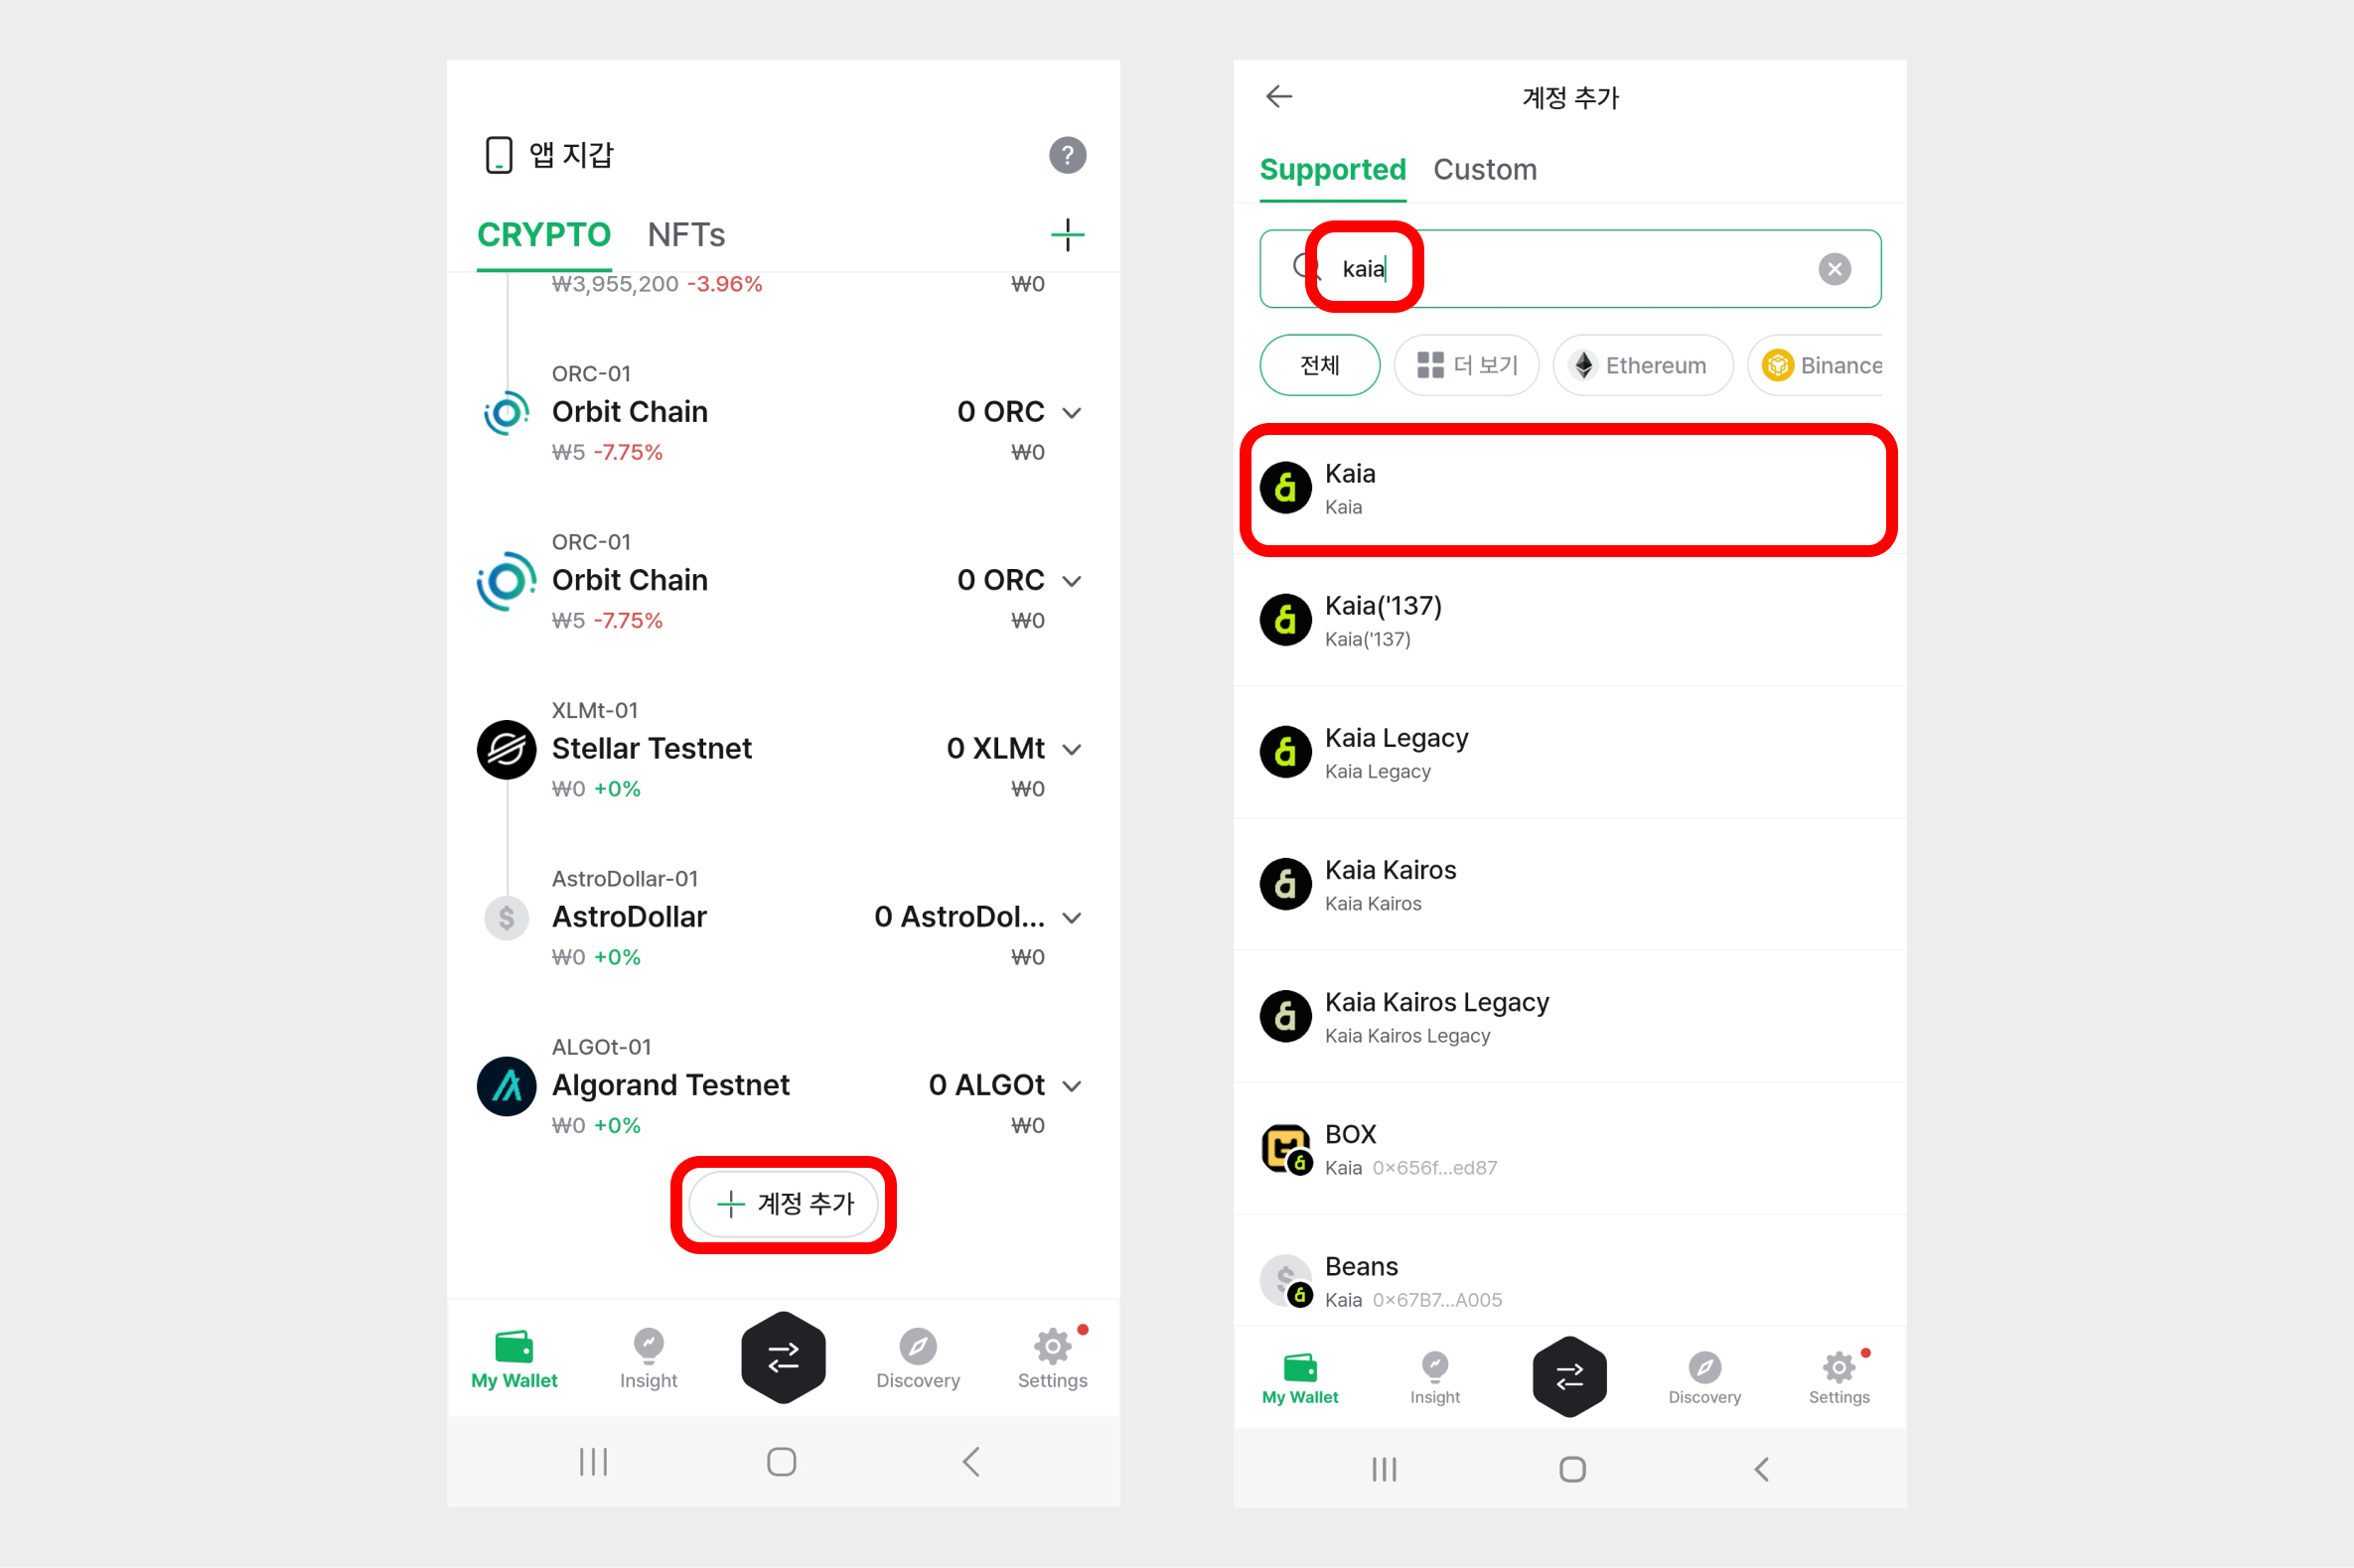 앱 지갑
?
CRYPTO NFTs
₩3,955,200 -3.96% ₩0
ORC-01
Orbit Chain 0 ORC
₩5 -7.75% ₩0
ORC-01
Orbit Chain 0 ORC
₩5 -7.75% ₩0
XLMt-01
Stellar Testnet 0 XLMt
₩0 +0% ₩0
AstroDollar-01
AstroDollar 0 AstroDol...
₩0 +0% ₩0
ALGOt-01
Algorand Testnet 0 ALGOt
₩0 +0% ₩0
계정 추가
My Wallet Insight Discovery Settings
계정 추가
Supported Custom
kaia
전체 더 보기 Ethereum Binance
Kaia
Kaia
Kaia('137)
Kaia('137)
Kaia Legacy
Kaia Legacy
Kaia Kairos
Kaia Kairos
Kaia Kairos Legacy
Kaia Kairos Legacy
BOX
Kaia 0x656f...ed87
Beans
Kaia 0x67B7...A005
My Wallet Insight Discovery Settings